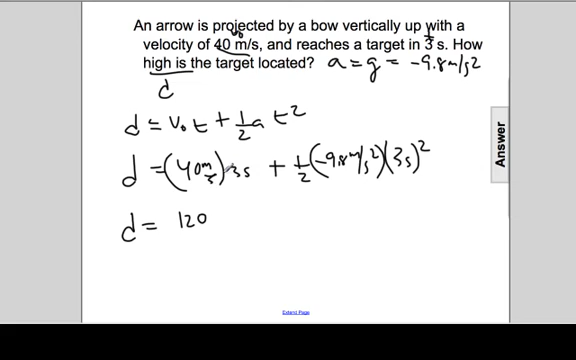 An arrow is projected by a bow vertically up with a
v₀ t
velocity of 40 m/s, and reaches a target in 3 s. How
high is the target located? a = g = -9.8 m/s2
d
d = v₀ t + 1/2 a t²
d = (40 m/s) 3s + 1/2 (-9.8 m/s²)(3s)²
d = 120
Answer
Extend Page